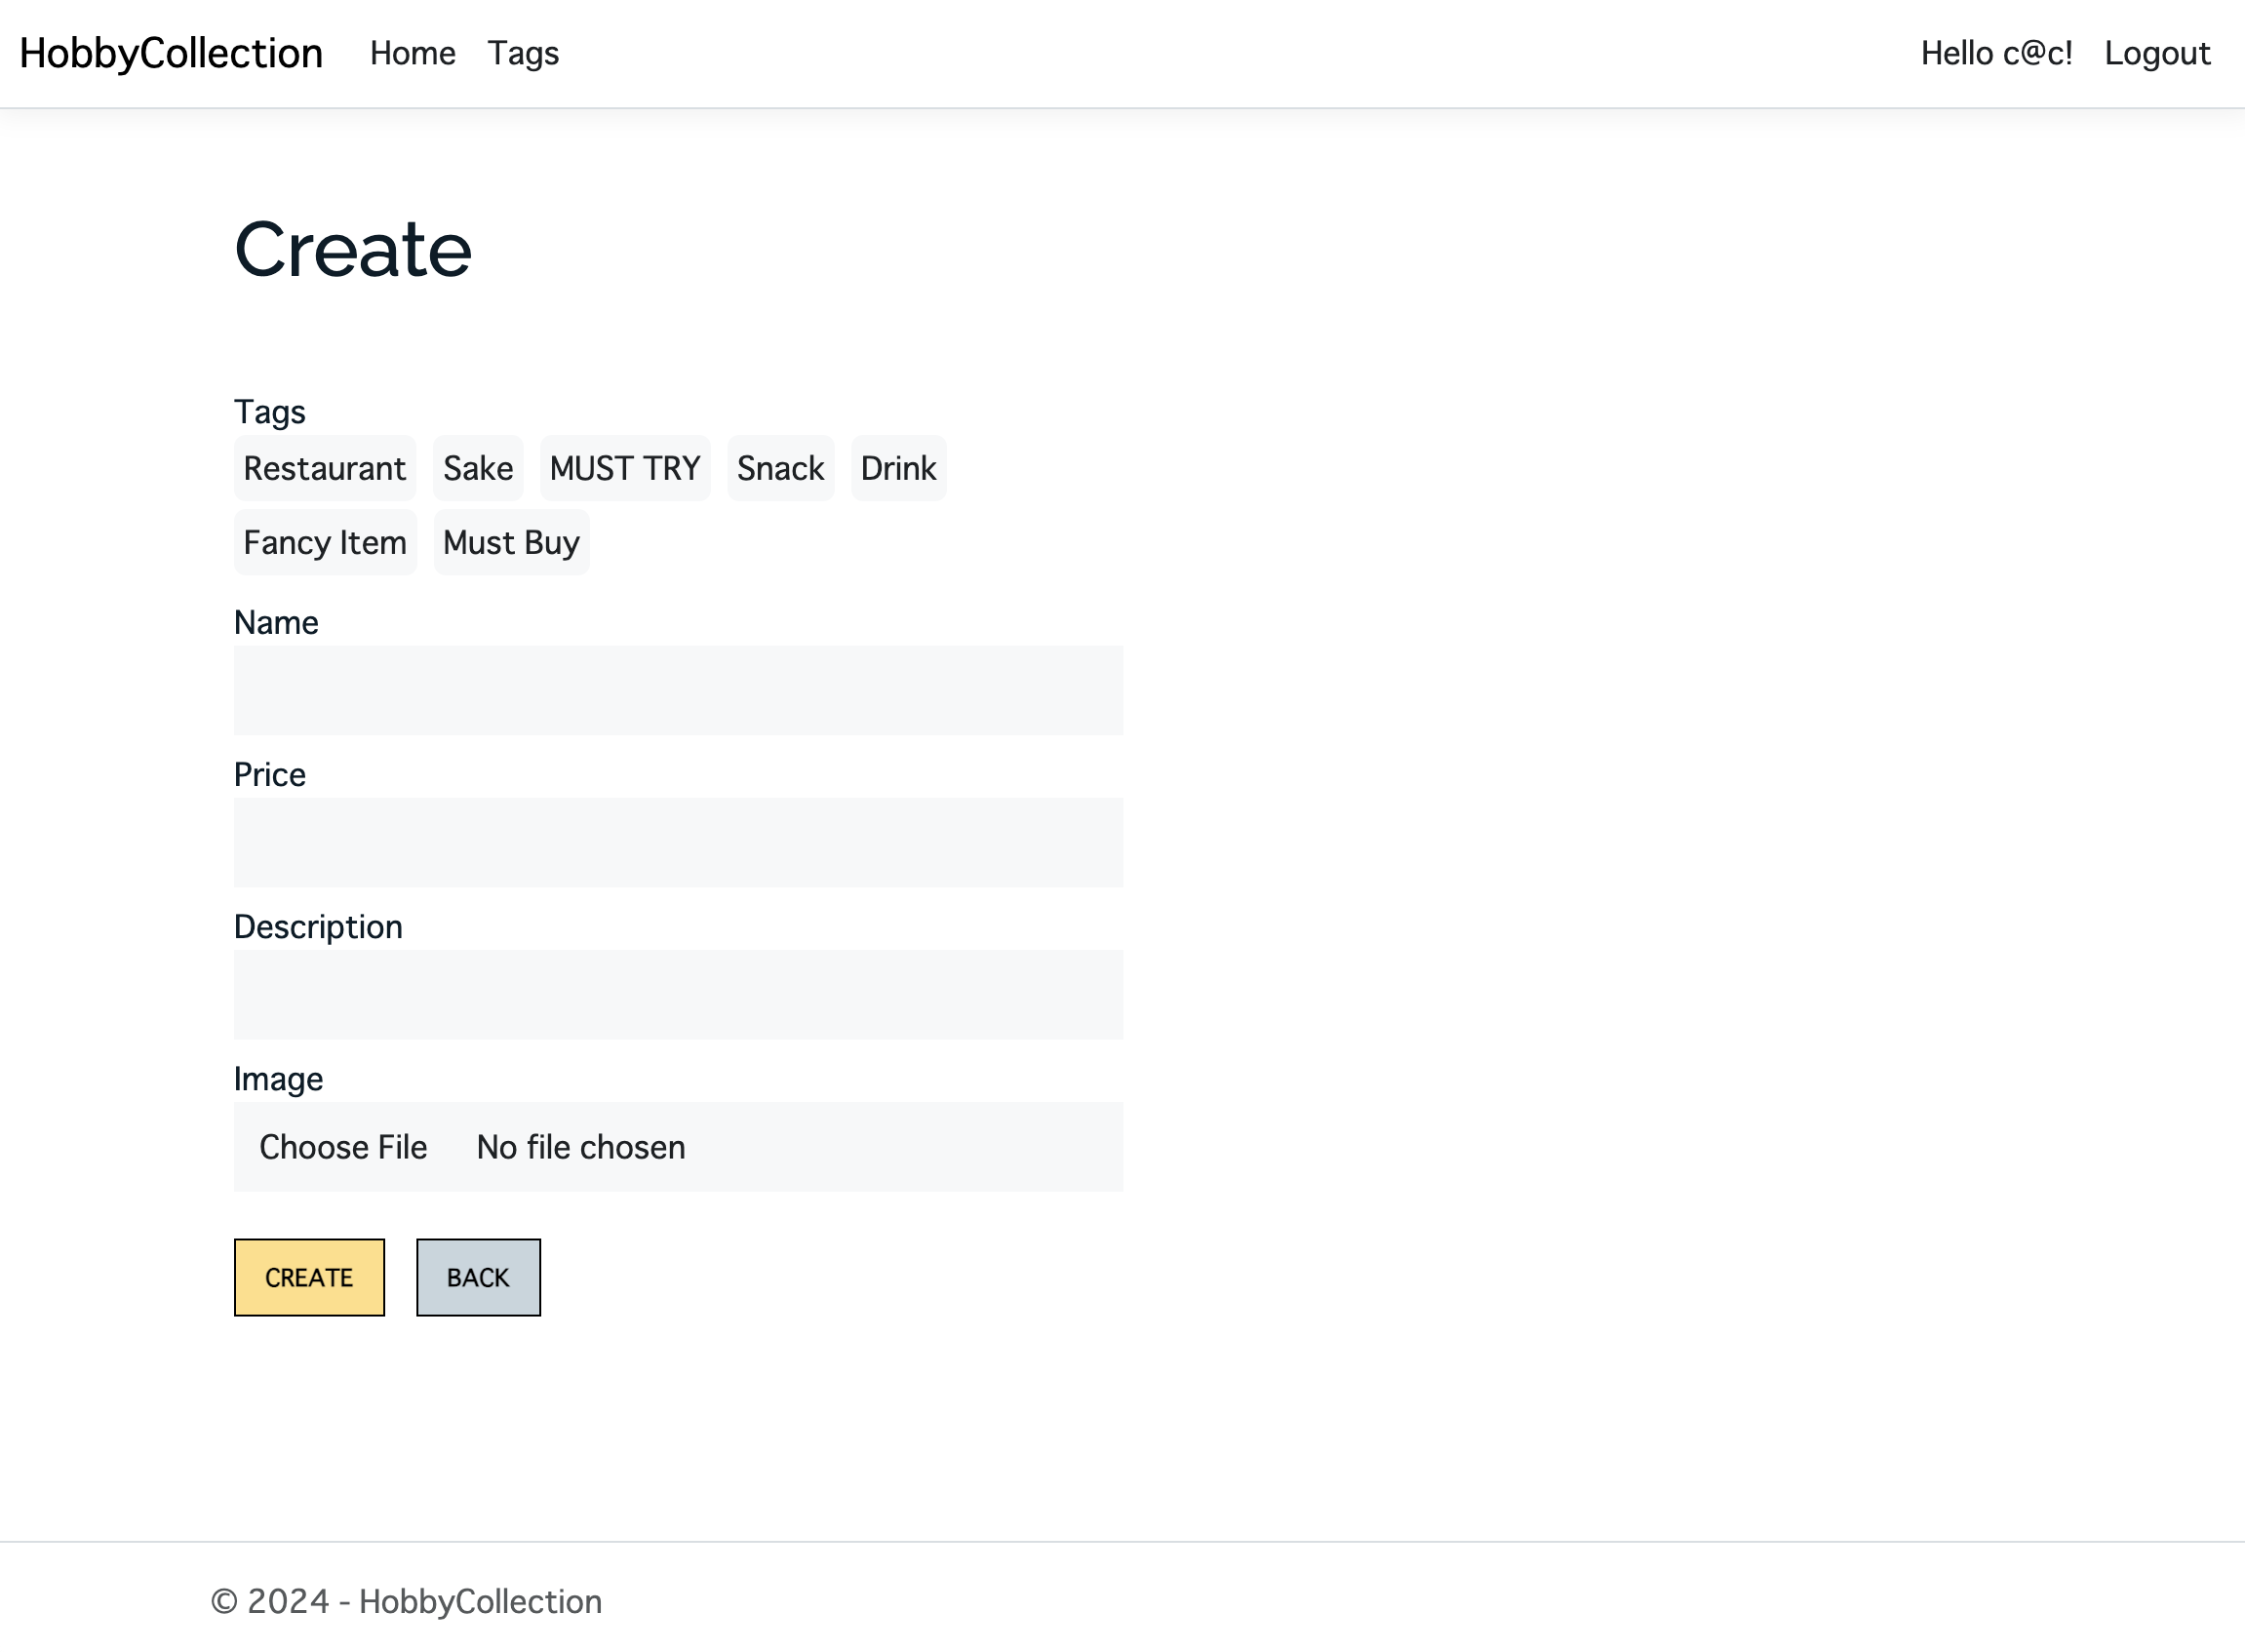 HobbyCollection Home Tags Hello c@c! Logout
Create
Tags
Restaurant Sake MUST TRY Snack Drink
Fancy Item Must Buy
Name
Price
Description
Image
Choose File No file chosen
CREATE BACK
© 2024 - HobbyCollection